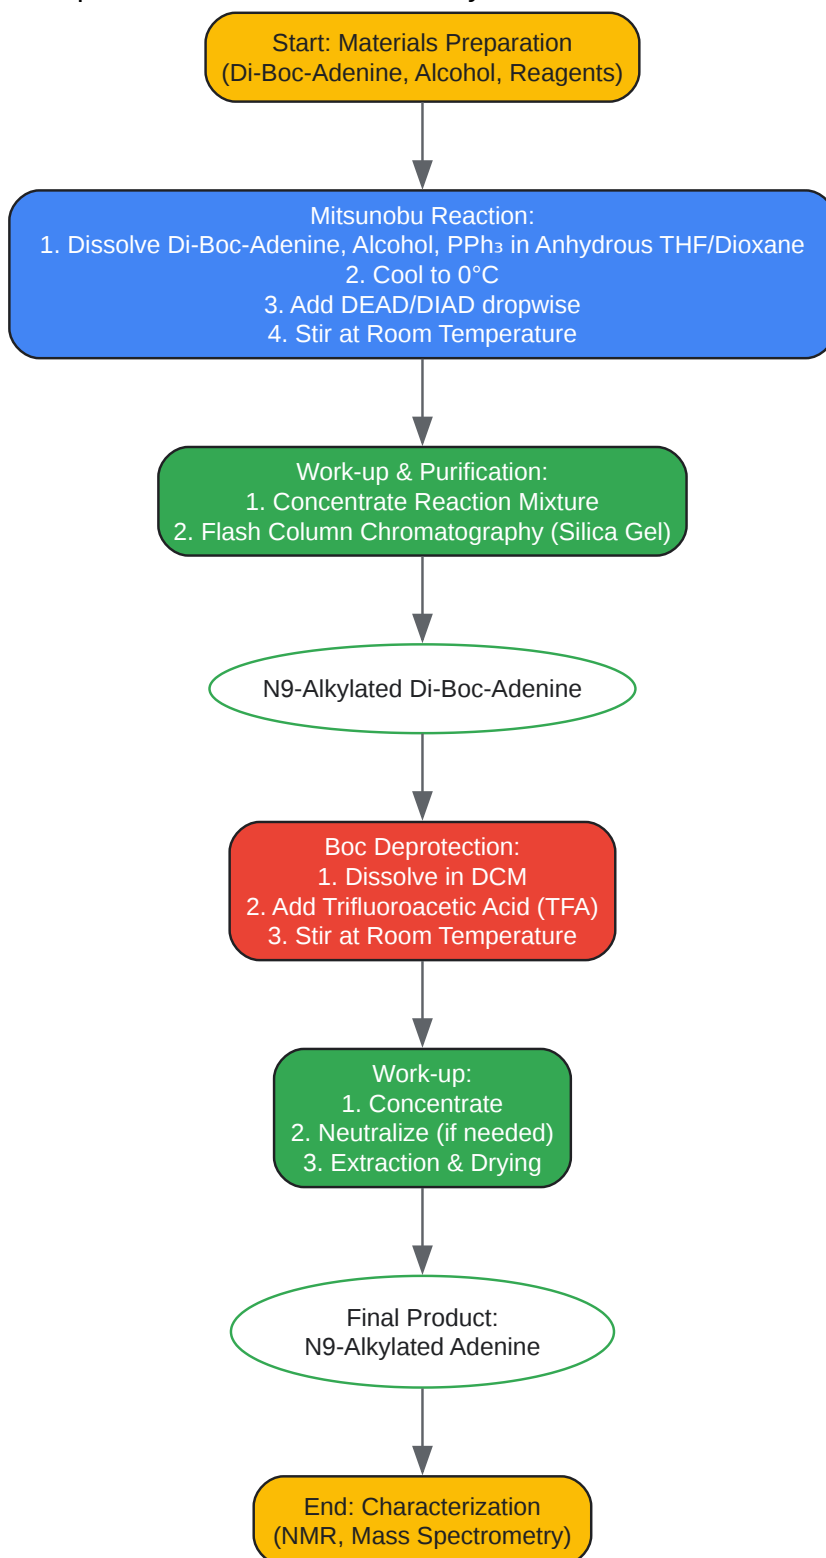 Start: Materials Preparation
(Di-Boc-Adenine, Alcohol, Reagents)
Mitsunobu Reaction:
1. Dissolve Di-Boc-Adenine, Alcohol, PPh₃ in Anhydrous THF/Dioxane
2. Cool to 0°C
3. Add DEAD/DIAD dropwise
4. Stir at Room Temperature
Work-up & Purification:
1. Concentrate Reaction Mixture
2. Flash Column Chromatography (Silica Gel)
N9-Alkylated Di-Boc-Adenine
Boc Deprotection:
1. Dissolve in DCM
2. Add Trifluoroacetic Acid (TFA)
3. Stir at Room Temperature
Work-up:
1. Concentrate
2. Neutralize (if needed)
3. Extraction & Drying
Final Product:
N9-Alkylated Adenine
End: Characterization
(NMR, Mass Spectrometry)